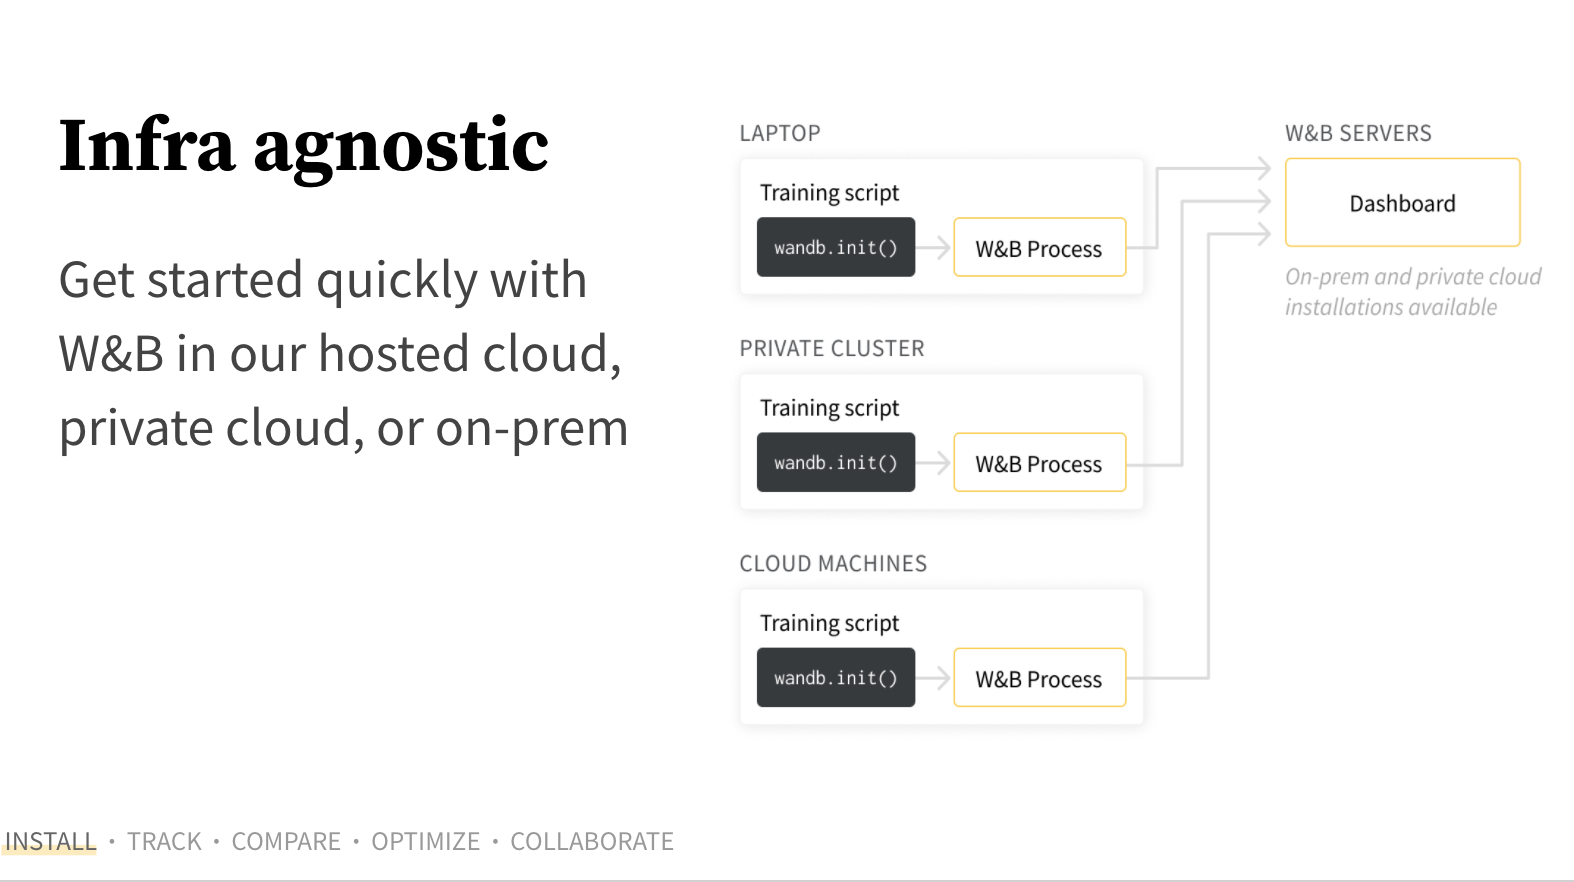 Infra agnostic
Get started quickly with
W&B in our hosted cloud,
private cloud, or on-prem
LAPTOP
Training script
wandb.init()
W&B Process
PRIVATE CLUSTER
Training script
wandb.init()
W&B Process
CLOUD MACHINES
Training script
wandb.init()
W&B Process
W&B SERVERS
Dashboard
On-prem and private cloud
installations available
INSTALL • TRACK • COMPARE • OPTIMIZE • COLLABORATE